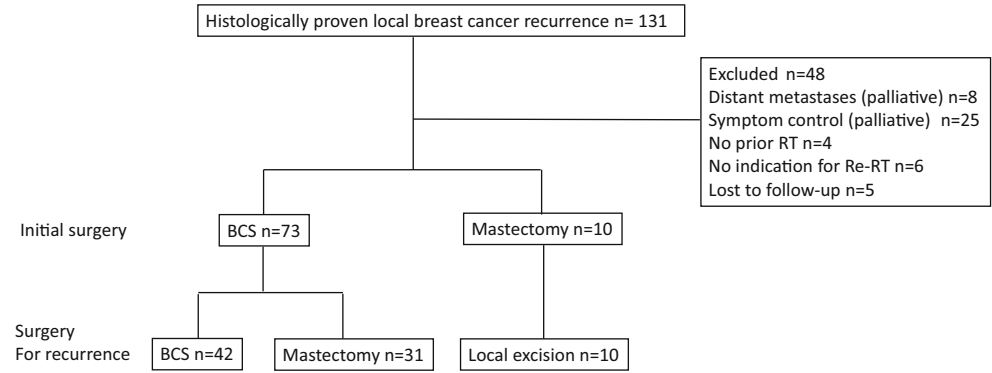 Histologically proven local breast cancer recurrence n= 131
Excluded n=48
Distant metastases (palliative) n=8
Symptom control (palliative) n=25
No prior RT n=4
No indication for Re-RT n=6
Lost to follow-up n=5
Initial surgery
BCS n=73
Mastectomy n=10
Surgery
For recurrence
BCS n=42
Mastectomy n=31
Local excision n=10